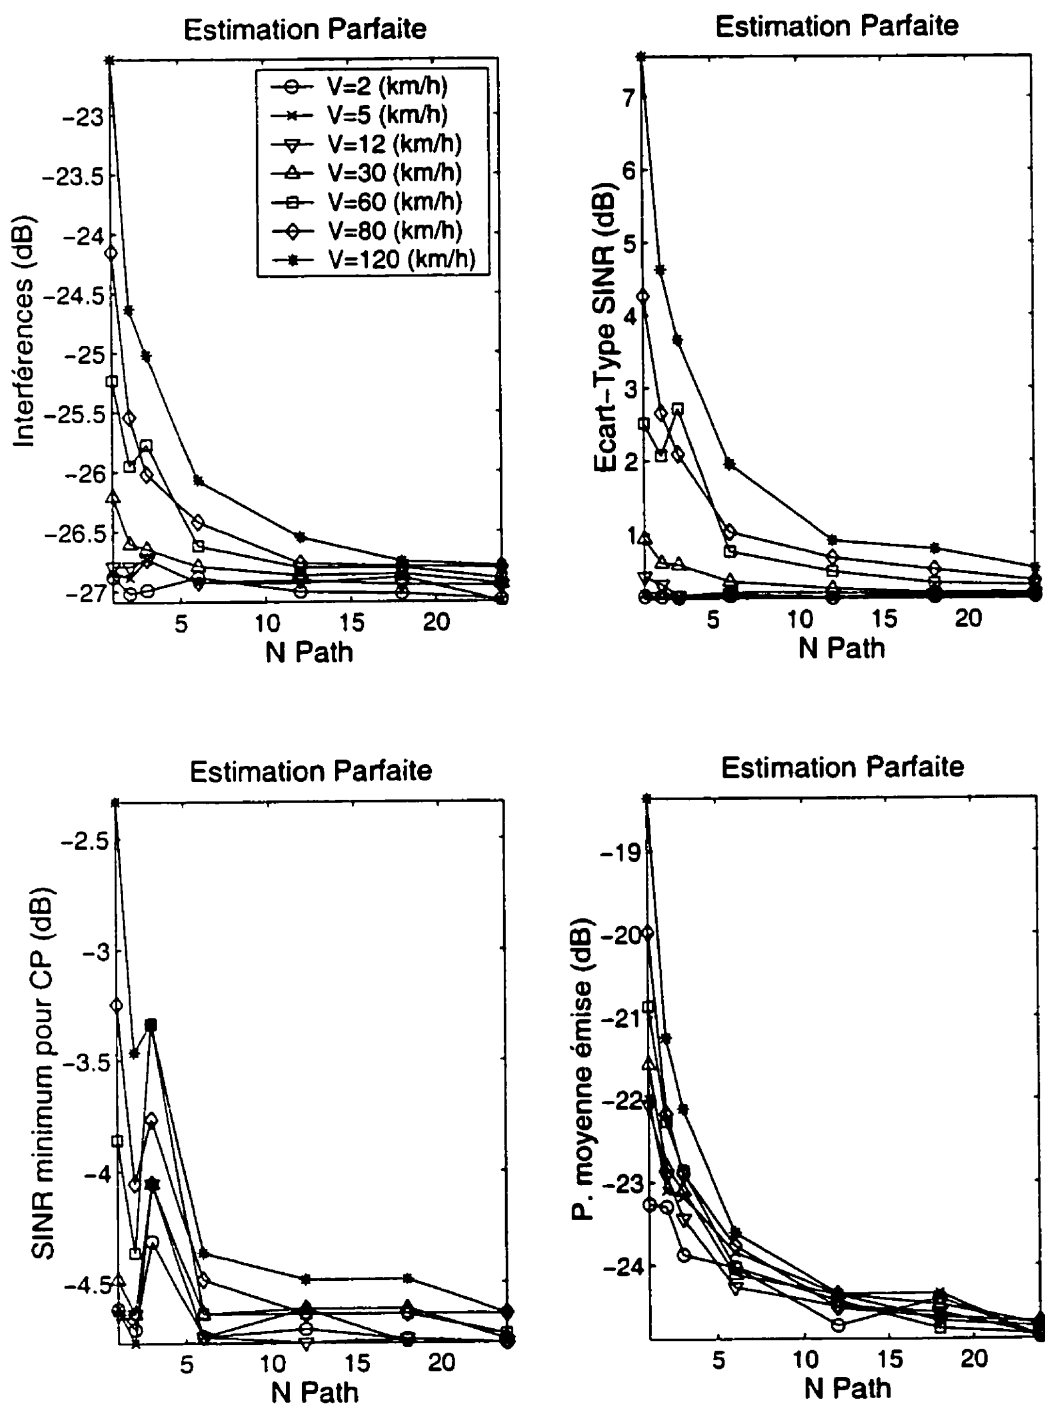 Estimation Parfaite
Interférences (dB)
-23
-23.5
-24
-24.5
-25
-25.5
-26
-26.5
-27
V=2 (km/h)
V=5 (km/h)
V=12 (km/h)
V=30 (km/h)
V=60 (km/h)
V=80 (km/h)
V=120 (km/h)
5
10
15
20
N Path
Estimation Parfaite
Ecart-Type SINR (dB)
7
6
5
4
3
2
1
5
10
15
20
N Path
Estimation Parfaite
SINR minimum pour CP (dB)
-2.5
-3
-3.5
-4
-4.5
5
10
15
20
N Path
Estimation Parfaite
P. moyenne émise (dB)
-19
-20
-21
-22
-23
-24
5
10
15
20
N Path